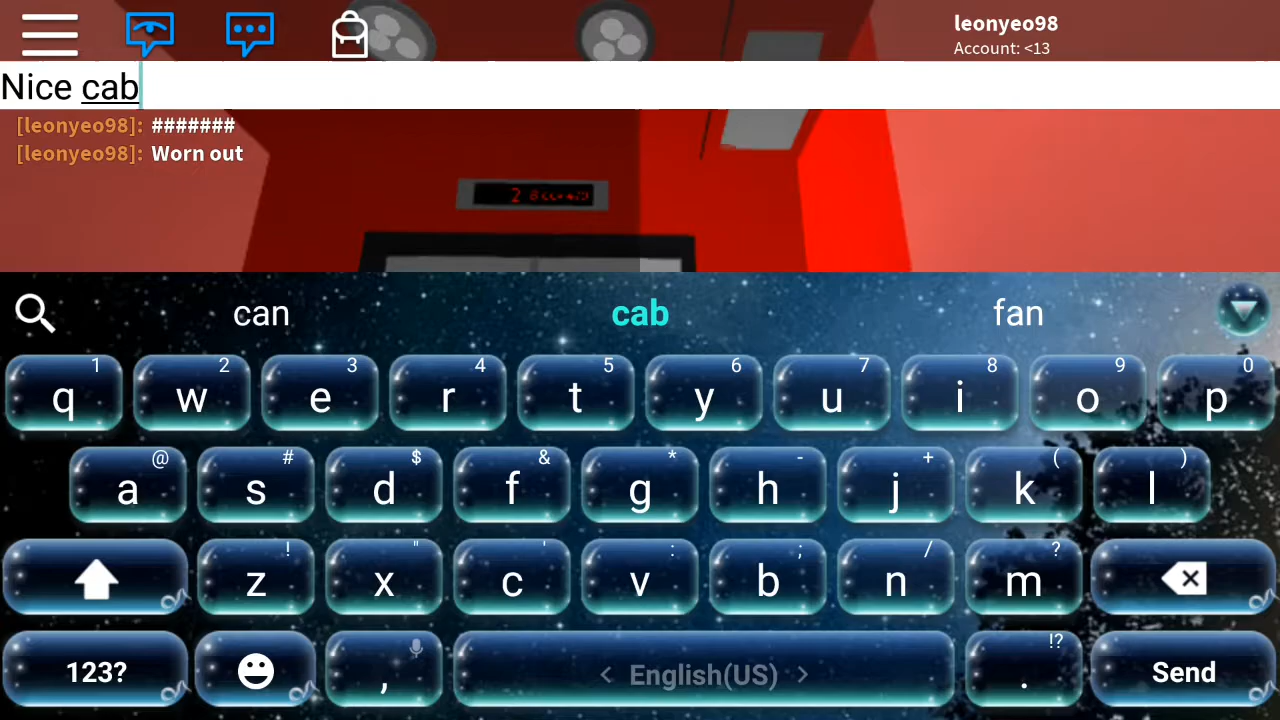 leonyeo98
Account: <13
Nice cab
[leonyeo98]: #######
[leonyeo98]: Worn out
2
can cab fan
1 2 3 4 5 6 7 8 9 0
q w e r t y u i o p
@ # $ & * - + ( )
a s d f g h j k l
! " ' : ; / ?
z x c v b n m
!?
123? , < English(US) > . Send